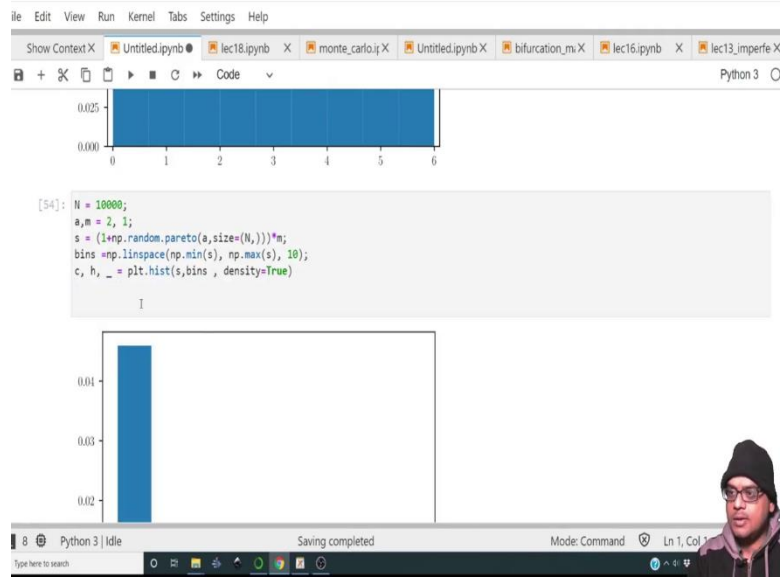 ile Edit View Run Kernel Tabs Settings Help
Show Context X Untitled.ipynb lec18.ipynb X monte_carlo.i X Untitled.ipynb X bifurcation_m X lec16.ipynb X lec13_imperfe X
Code Python 3
0.025
0.000
0 1 2 3 4 5 6
[54]: N = 10000;
a,m = 2, 1;
s = (1+np.random.pareto(a,size=(N,)))*m;
bins =np.linspace(np.min(s), np.max(s), 10);
c, h, _ = plt.hist(s,bins , density=True)
0.04
0.03
0.02
8 Python 3 | Idle Saving completed Mode: Command Ln 1, Col 1
Type here to search